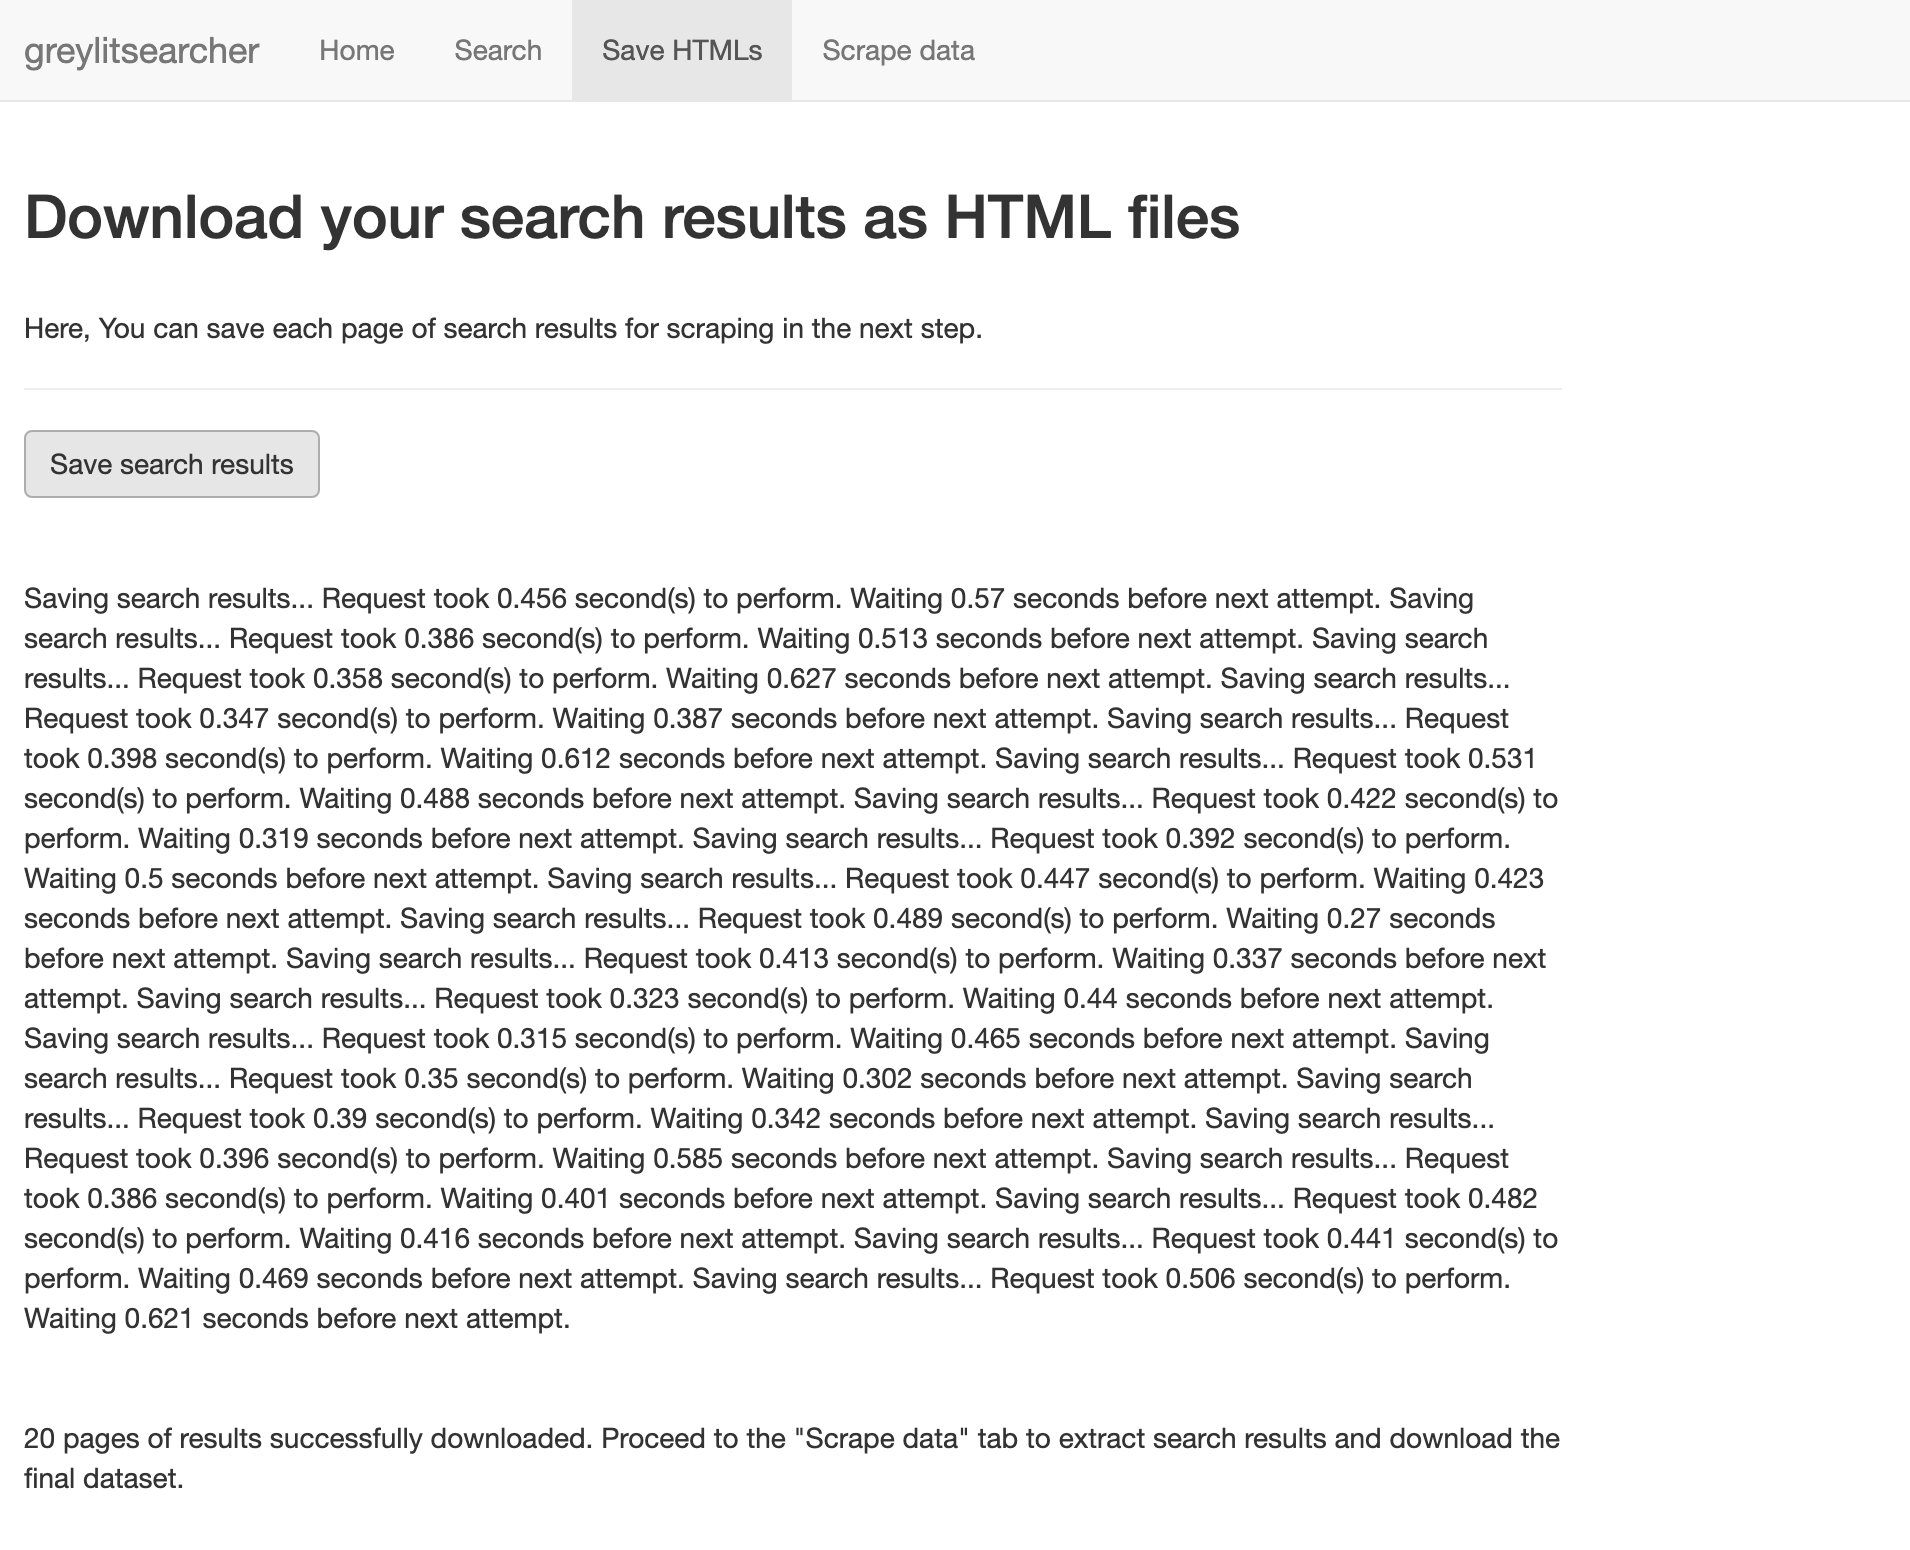 greylitsearcher Home Search Save HTMLs Scrape data
Download your search results as HTML files
Here, You can save each page of search results for scraping in the next step.
Save search results
Saving search results... Request took 0.456 second(s) to perform. Waiting 0.57 seconds before next attempt. Saving
search results... Request took 0.386 second(s) to perform. Waiting 0.513 seconds before next attempt. Saving search
results... Request took 0.358 second(s) to perform. Waiting 0.627 seconds before next attempt. Saving search results...
Request took 0.347 second(s) to perform. Waiting 0.387 seconds before next attempt. Saving search results... Request
took 0.398 second(s) to perform. Waiting 0.612 seconds before next attempt. Saving search results... Request took 0.531
second(s) to perform. Waiting 0.488 seconds before next attempt. Saving search results... Request took 0.422 second(s) to
perform. Waiting 0.319 seconds before next attempt. Saving search results... Request took 0.392 second(s) to perform.
Waiting 0.5 seconds before next attempt. Saving search results... Request took 0.447 second(s) to perform. Waiting 0.423
seconds before next attempt. Saving search results... Request took 0.489 second(s) to perform. Waiting 0.27 seconds
before next attempt. Saving search results... Request took 0.413 second(s) to perform. Waiting 0.337 seconds before next
attempt. Saving search results... Request took 0.323 second(s) to perform. Waiting 0.44 seconds before next attempt.
Saving search results... Request took 0.315 second(s) to perform. Waiting 0.465 seconds before next attempt. Saving
search results... Request took 0.35 second(s) to perform. Waiting 0.302 seconds before next attempt. Saving search
results... Request took 0.39 second(s) to perform. Waiting 0.342 seconds before next attempt. Saving search results...
Request took 0.396 second(s) to perform. Waiting 0.585 seconds before next attempt. Saving search results... Request
took 0.386 second(s) to perform. Waiting 0.401 seconds before next attempt. Saving search results... Request took 0.482
second(s) to perform. Waiting 0.416 seconds before next attempt. Saving search results... Request took 0.441 second(s) to
perform. Waiting 0.469 seconds before next attempt. Saving search results... Request took 0.506 second(s) to perform.
Waiting 0.621 seconds before next attempt.
20 pages of results successfully downloaded. Proceed to the "Scrape data" tab to extract search results and download the
final dataset.